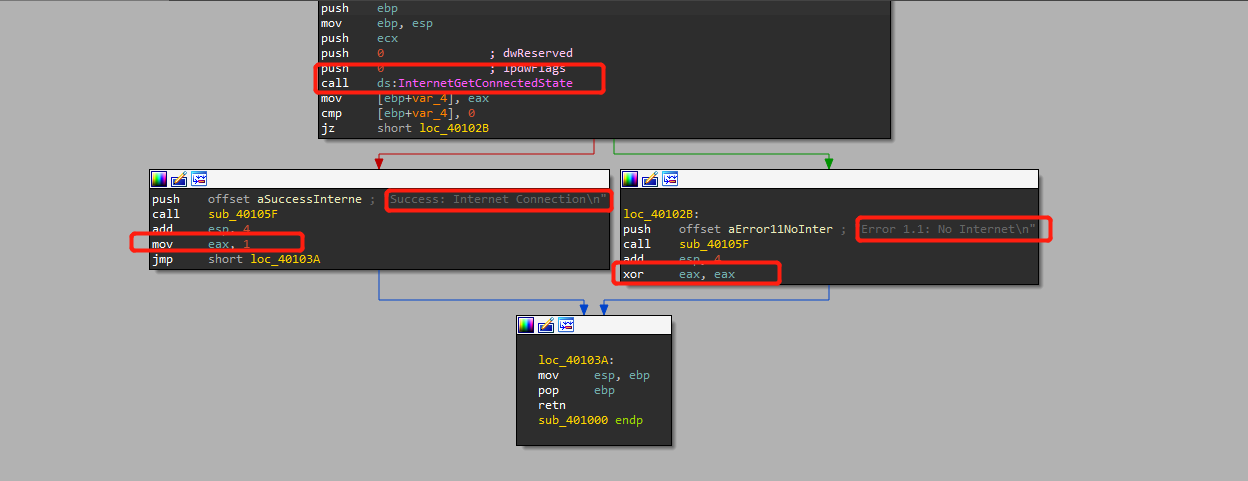 push ebp
mov ebp, esp
push ecx
push 0 ; dwReserved
push 0 ; lpdwFlags
call ds:InternetGetConnectedState
mov [ebp+var_4], eax
cmp [ebp+var_4], 0
jz short loc_40102B
push offset aSuccessInterne ; "Success: Internet Connection\n"
call sub_40105F
add esp, 4
mov eax, 1
jmp short loc_40103A
loc_40102B:
push offset aError11NoInter ; "Error 1.1: No Internet\n"
call sub_40105F
add esp, 4
xor eax, eax
loc_40103A:
mov esp, ebp
pop ebp
retn
sub_401000 endp